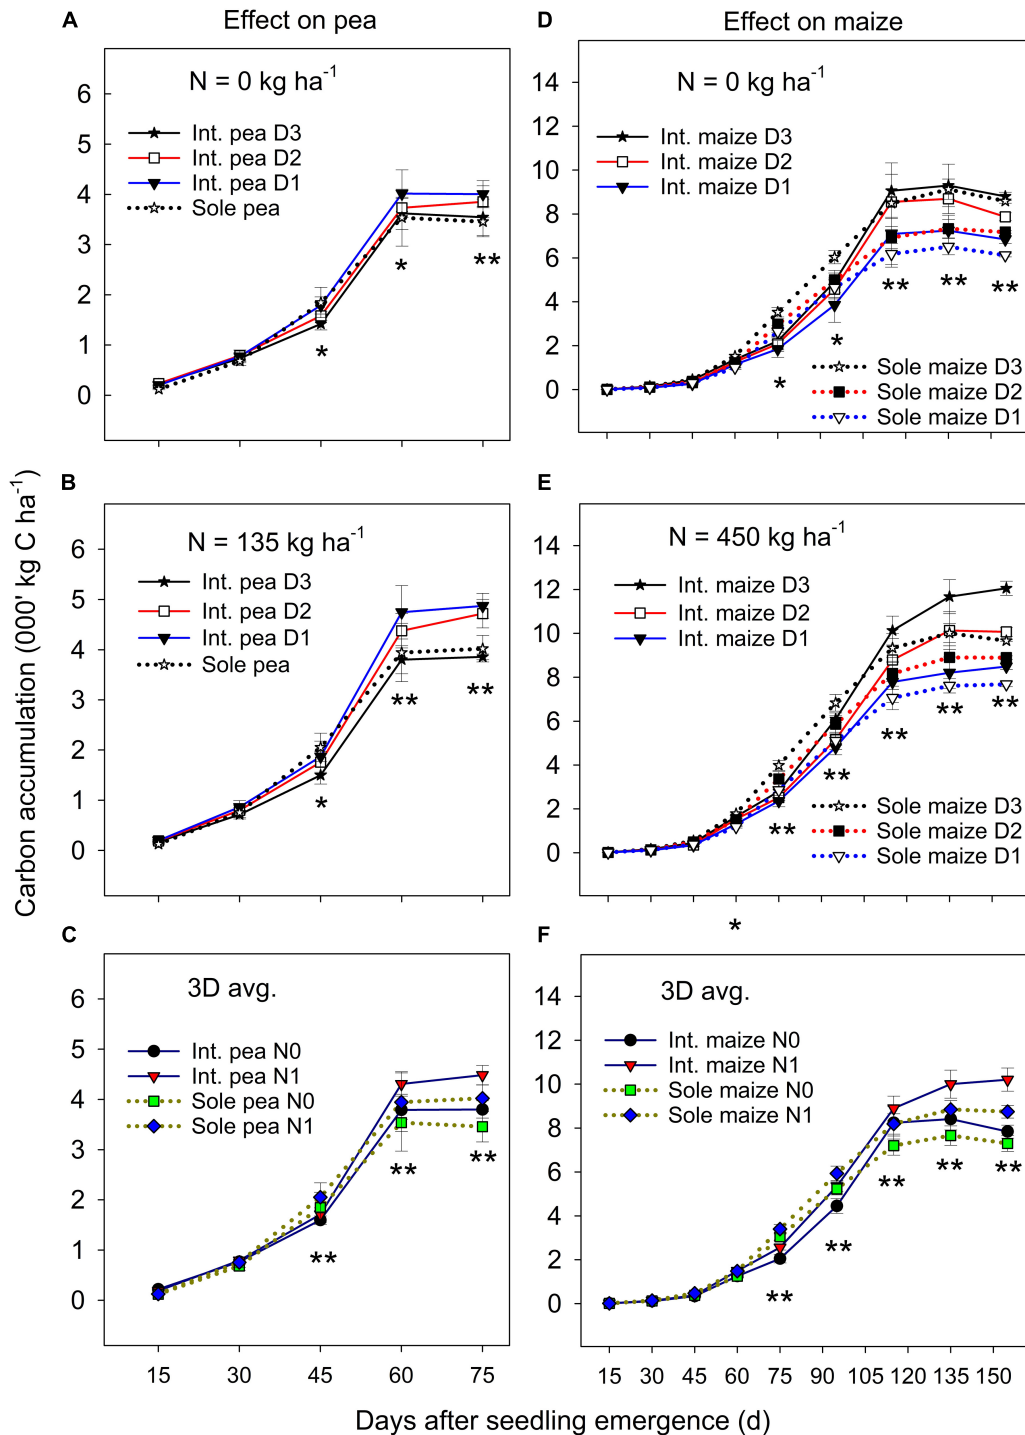 A
Effect on pea
N = 0 kg ha⁻¹
Int. pea D3
Int. pea D2
Int. pea D1
Sole pea
6
5
4
3
2
1
0
*
*
**
D
Effect on maize
N = 0 kg ha⁻¹
Int. maize D3
Int. maize D2
Int. maize D1
14
12
10
8
6
4
2
0
*
*
**
**
**
Sole maize D3
Sole maize D2
Sole maize D1
Carbon accumulation (000' kg C ha⁻¹)
B
N = 135 kg ha⁻¹
Int. pea D3
Int. pea D2
Int. pea D1
Sole pea
6
5
4
3
2
1
0
*
**
**
E
N = 450 kg ha⁻¹
Int. maize D3
Int. maize D2
Int. maize D1
14
12
10
8
6
4
2
0
*
**
**
**
**
**
Sole maize D3
Sole maize D2
Sole maize D1
C
3D avg.
Int. pea N0
Int. pea N1
Sole pea N0
Sole pea N1
6
5
4
3
2
1
0
**
**
**
15 30 45 60 75
F
3D avg.
Int. maize N0
Int. maize N1
Sole maize N0
Sole maize N1
14
12
10
8
6
4
2
0
**
**
**
**
**
15 30 45 60 75 90 105 120 135 150
Days after seedling emergence (d)